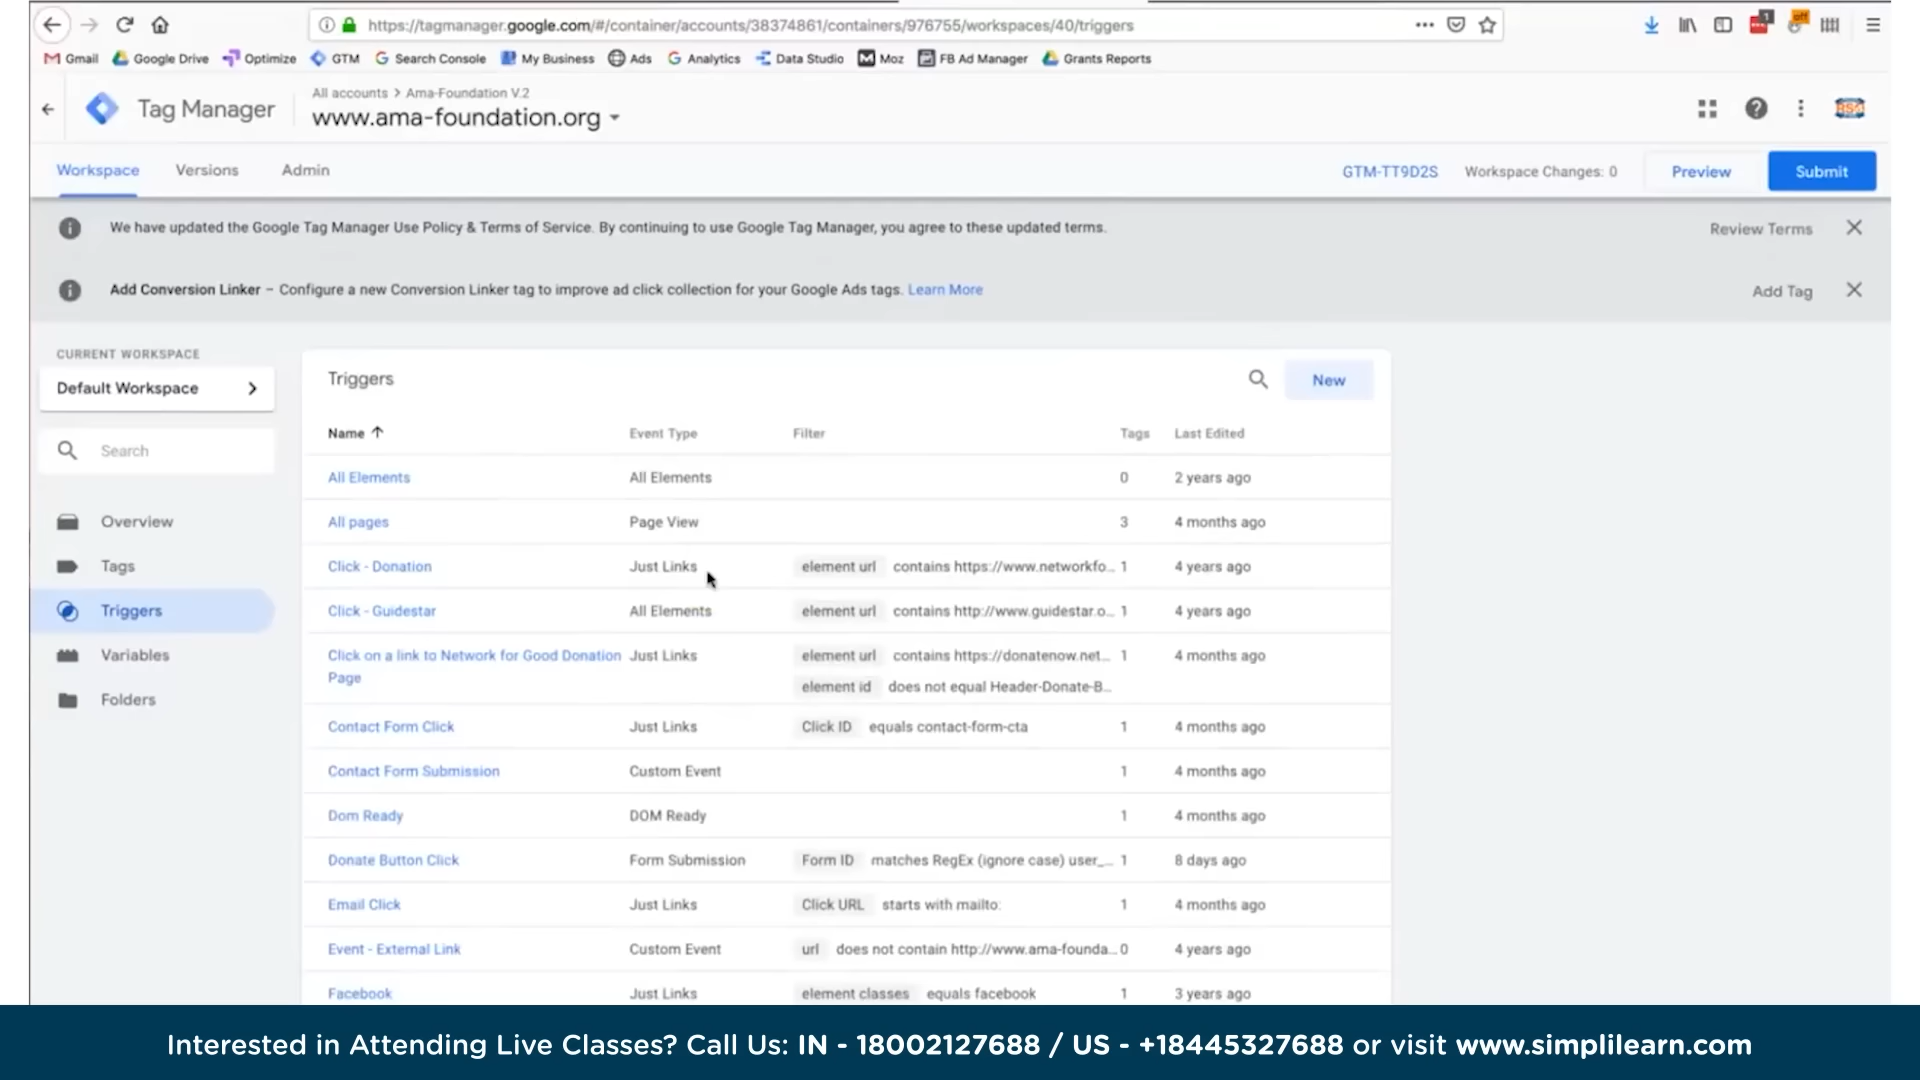 https://tagmanager.google.com/#/container/accounts/38374861/containers/976755/workspaces/40/triggers
1
off
Gmail Google Drive Optimize GTM Search Console My Business Ads Analytics Data Studio Moz FB Ad Manager Grants Reports
Tag Manager
All accounts > Ama-Foundation V.2
www.ama-foundation.org
Workspace Versions Admin
GTM-TT9D2S Workspace Changes: 0 Preview Submit
We have updated the Google Tag Manager Use Policy & Terms of Service. By continuing to use Google Tag Manager, you agree to these updated terms. Review Terms
Add Conversion Linker – Configure a new Conversion Linker tag to improve ad click collection for your Google Ads tags. Learn More Add Tag
CURRENT WORKSPACE
Default Workspace
Search
Overview
Tags
Triggers
Variables
Folders
Triggers New
Name Event Type Filter Tags Last Edited
All Elements All Elements 0 2 years ago
All pages Page View 3 4 months ago
Click - Donation Just Links element url contains https://www.networkfo... 1 4 years ago
Click - Guidestar All Elements element url contains http://www.guidestar.o... 1 4 years ago
Click on a link to Network for Good Donation Just Links element url contains https://donatenow.net... 1 4 months ago
Page element id does not equal Header-Donate-B...
Contact Form Click Just Links Click ID equals contact-form-cta 1 4 months ago
Contact Form Submission Custom Event 1 4 months ago
Dom Ready DOM Ready 1 4 months ago
Donate Button Click Form Submission Form ID matches RegEx (ignore case) user_... 1 8 days ago
Email Click Just Links Click URL starts with mailto: 1 4 months ago
Event - External Link Custom Event url does not contain http://www.ama-founda... 0 4 years ago
Facebook Just Links element classes equals facebook 1 3 years ago
Interested in Attending Live Classes? Call Us: IN - 18002127688 / US - +18445327688 or visit www.simplilearn.com